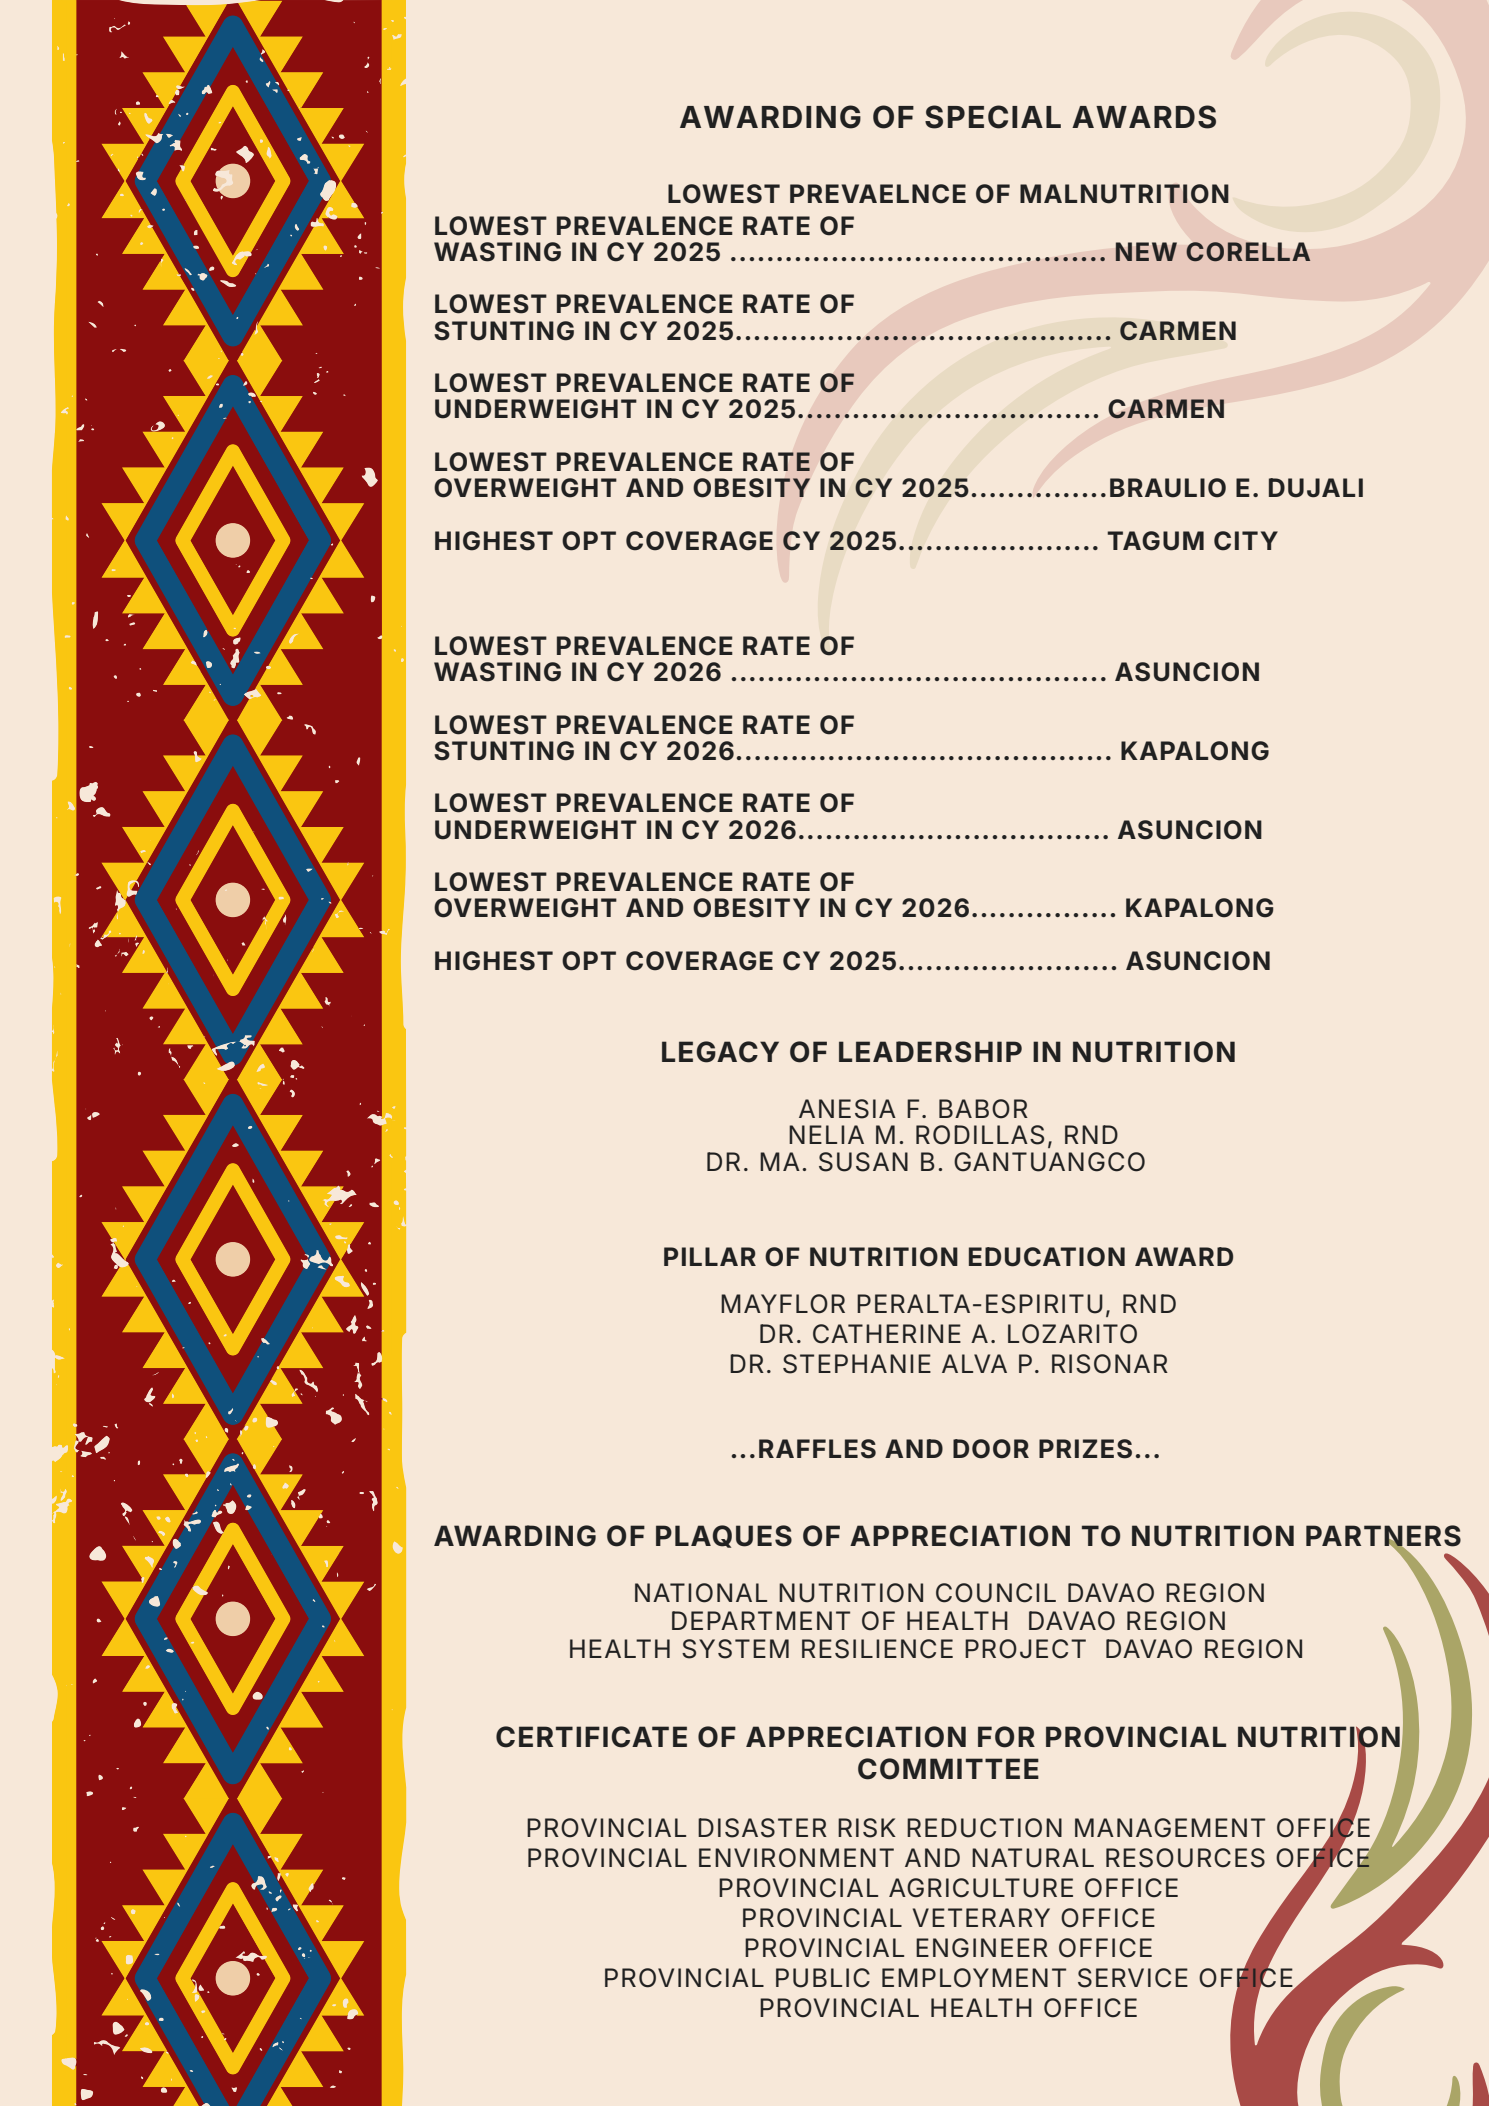 AWARDING OF SPECIAL AWARDS
LOWEST PREVAELNCE OF MALNUTRITION
LOWEST PREVALENCE RATE OF
WASTING IN CY 2025 ......................................... NEW CORELLA
LOWEST PREVALENCE RATE OF
STUNTING IN CY 2025......................................... CARMEN
LOWEST PREVALENCE RATE OF
UNDERWEIGHT IN CY 2025................................. CARMEN
LOWEST PREVALENCE RATE OF
OVERWEIGHT AND OBESITY IN CY 2025...............BRAULIO E. DUJALI
HIGHEST OPT COVERAGE CY 2025...................... TAGUM CITY
LOWEST PREVALENCE RATE OF
WASTING IN CY 2026 ......................................... ASUNCION
LOWEST PREVALENCE RATE OF
STUNTING IN CY 2026......................................... KAPALONG
LOWEST PREVALENCE RATE OF
UNDERWEIGHT IN CY 2026.................................. ASUNCION
LOWEST PREVALENCE RATE OF
OVERWEIGHT AND OBESITY IN CY 2026................ KAPALONG
HIGHEST OPT COVERAGE CY 2025........................ ASUNCION
LEGACY OF LEADERSHIP IN NUTRITION
ANESIA F. BABOR
NELIA M. RODILLAS, RND
DR. MA. SUSAN B. GANTUANGCO
PILLAR OF NUTRITION EDUCATION AWARD
MAYFLOR PERALTA-ESPIRITU, RND
DR. CATHERINE A. LOZARITO
DR. STEPHANIE ALVA P. RISONAR
...RAFFLES AND DOOR PRIZES...
AWARDING OF PLAQUES OF APPRECIATION TO NUTRITION PARTNERS
NATIONAL NUTRITION COUNCIL DAVAO REGION
DEPARTMENT OF HEALTH  DAVAO REGION
HEALTH SYSTEM RESILIENCE PROJECT  DAVAO REGION
CERTIFICATE OF APPRECIATION FOR PROVINCIAL NUTRITION
COMMITTEE
PROVINCIAL DISASTER RISK REDUCTION MANAGEMENT OFFICE
PROVINCIAL ENVIRONMENT AND NATURAL RESOURCES OFFICE
PROVINCIAL AGRICULTURE OFFICE
PROVINCIAL VETERARY OFFICE
PROVINCIAL ENGINEER OFFICE
PROVINCIAL PUBLIC EMPLOYMENT SERVICE OFFICE
PROVINCIAL HEALTH OFFICE